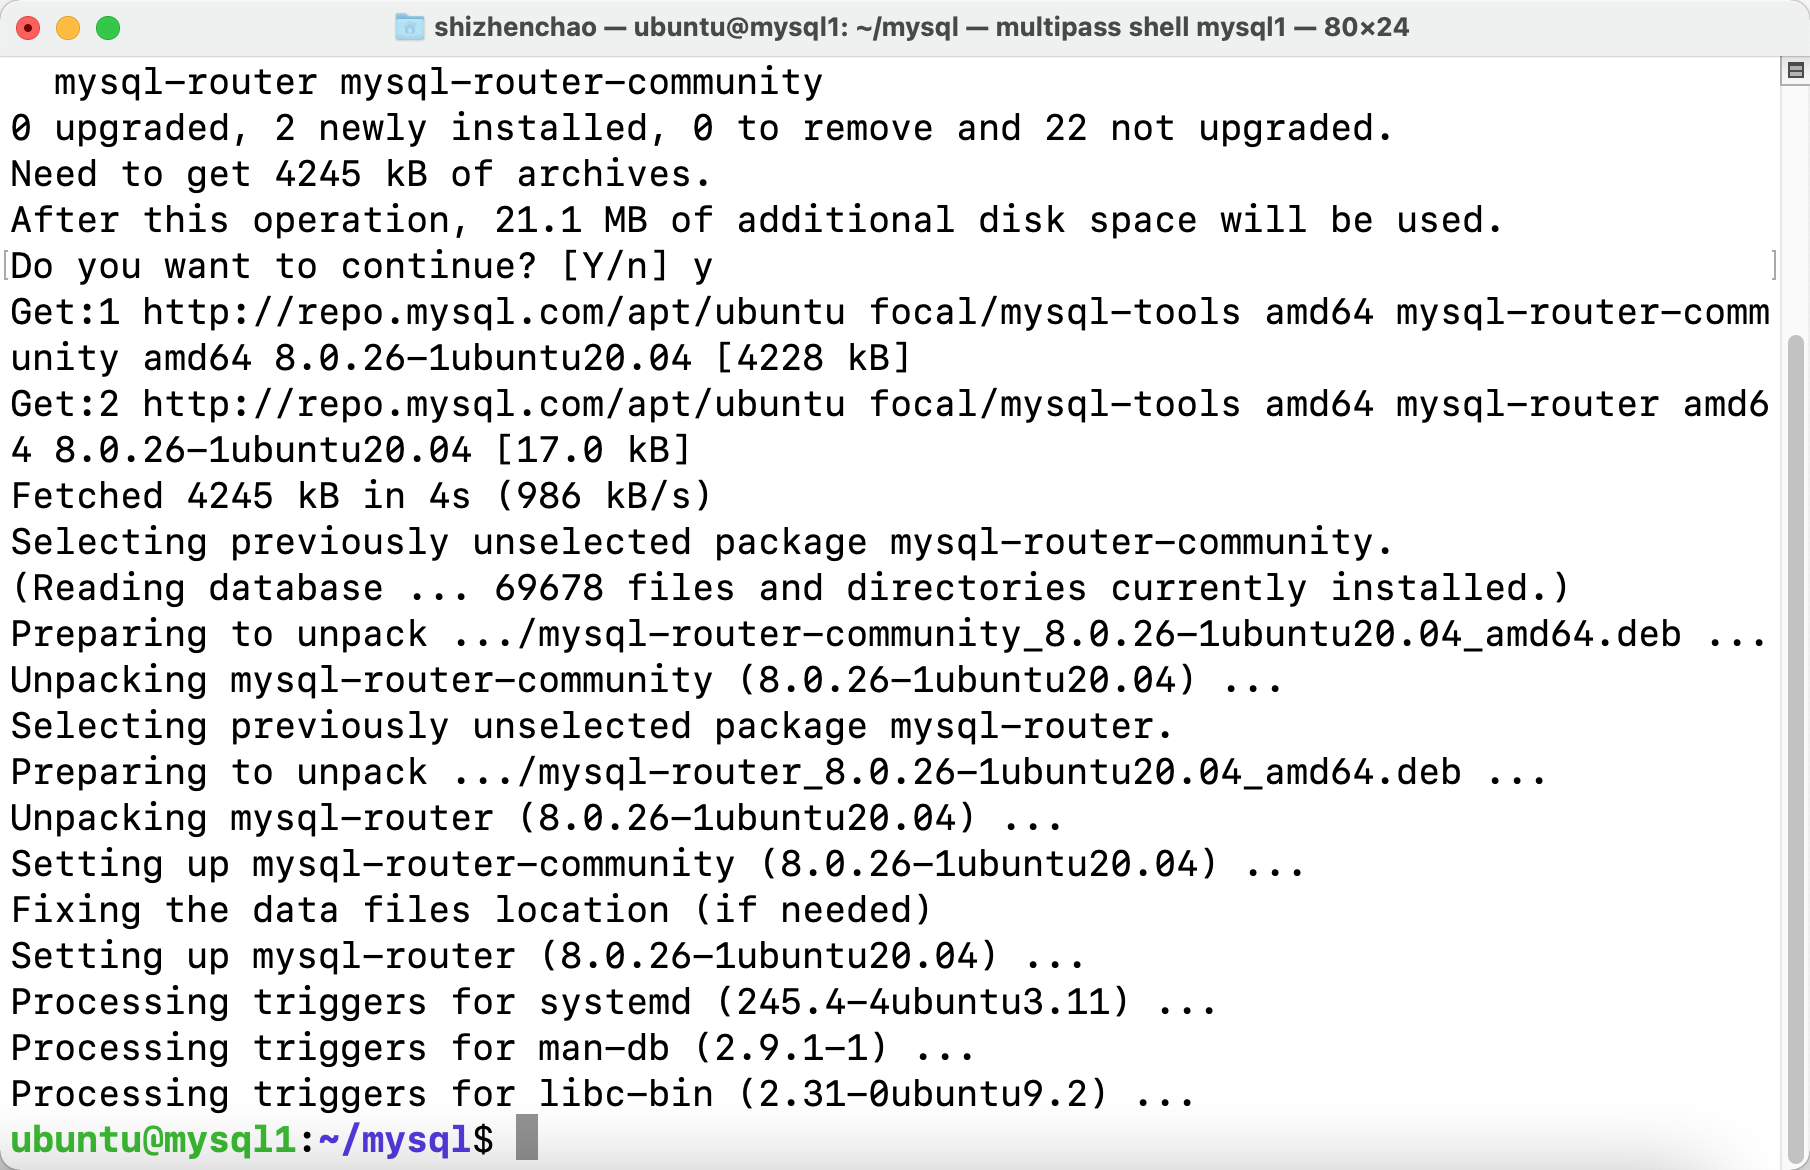 shizhenchao — ubuntu@mysql1: ~/mysql — multipass shell mysql1 — 80×24
  mysql-router mysql-router-community
0 upgraded, 2 newly installed, 0 to remove and 22 not upgraded.
Need to get 4245 kB of archives.
After this operation, 21.1 MB of additional disk space will be used.
Do you want to continue? [Y/n] y
Get:1 http://repo.mysql.com/apt/ubuntu focal/mysql-tools amd64 mysql-router-comm
unity amd64 8.0.26-1ubuntu20.04 [4228 kB]
Get:2 http://repo.mysql.com/apt/ubuntu focal/mysql-tools amd64 mysql-router amd6
4 8.0.26-1ubuntu20.04 [17.0 kB]
Fetched 4245 kB in 4s (986 kB/s)
Selecting previously unselected package mysql-router-community.
(Reading database ... 69678 files and directories currently installed.)
Preparing to unpack .../mysql-router-community_8.0.26-1ubuntu20.04_amd64.deb ...
Unpacking mysql-router-community (8.0.26-1ubuntu20.04) ...
Selecting previously unselected package mysql-router.
Preparing to unpack .../mysql-router_8.0.26-1ubuntu20.04_amd64.deb ...
Unpacking mysql-router (8.0.26-1ubuntu20.04) ...
Setting up mysql-router-community (8.0.26-1ubuntu20.04) ...
Fixing the data files location (if needed)
Setting up mysql-router (8.0.26-1ubuntu20.04) ...
Processing triggers for systemd (245.4-4ubuntu3.11) ...
Processing triggers for man-db (2.9.1-1) ...
Processing triggers for libc-bin (2.31-0ubuntu9.2) ...
ubuntu@mysql1:~/mysql$